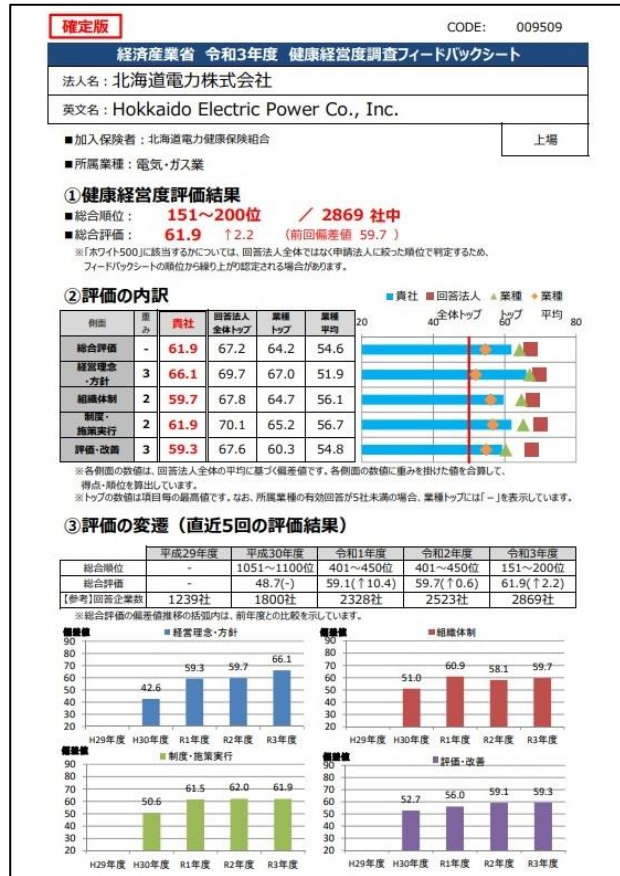 確定版
CODE: 009509
経済産業省 令和3年度 健康経営度調査フィードバックシート
法人名：北海道電力株式会社
英文名：Hokkaido Electric Power Co., Inc.
■加入保険者：北海道電力健康保険組合
上場
■所属業種：電気・ガス業
①健康経営度評価結果
■総合順位： 151～200位 / 2869 社中
■総合評価： 61.9 ↑2.2 （前回偏差値 59.7 ）
※「ホワイト500」に該当するかについては、回答法人全体ではなく申請法人に絞った順位で判定するため、
フィードバックシートの順位から繰り上がり認定される場合があります。
②評価の内訳
■貴社 ■回答法人全体トップ ▲業種トップ ◆業種平均
側面 重み 貴社 回答法人全体トップ 業種トップ 業種平均
20 40 60 80
総合評価 - 61.9 67.2 64.2 54.6
経営理念・方針 3 66.1 69.7 67.0 51.9
組織体制 2 59.7 67.8 64.7 56.1
制度・施策実行 2 61.9 70.1 65.2 56.7
評価・改善 3 59.3 67.6 60.3 54.8
※各側面の数値は、回答法人全体の平均に基づく偏差値です。各側面の数値に重みを掛けた値を合算して、
得点・順位を算出しています。
※トップの数値は項目毎の最高値です。なお、所属業種の有効回答が5社未満の場合、業種トップには「－」を表示しています。
③評価の変遷（直近5回の評価結果）
平成29年度 平成30年度 令和1年度 令和2年度 令和3年度
総合順位 - 1051～1100位 401～450位 401～450位 151～200位
総合評価 - 48.7(-) 59.1(↑10.4) 59.7(↑0.6) 61.9(↑2.2)
【参考】回答企業数 1239社 1800社 2328社 2523社 2869社
※総合評価の偏差値推移の括弧内は、前年度との比較を示しています。
偏差値
■経営理念・方針
90
80
70
60
50
40
30
20
42.6 59.3 59.7 66.1
H29年度 H30年度 R1年度 R2年度 R3年度
偏差値
■組織体制
90
80
70
60
50
40
30
20
51.0 60.9 58.1 59.7
H29年度 H30年度 R1年度 R2年度 R3年度
偏差値
■制度・施策実行
90
80
70
60
50
40
30
20
50.6 61.5 62.0 61.9
H29年度 H30年度 R1年度 R2年度 R3年度
偏差値
■評価・改善
90
80
70
60
50
40
30
20
52.7 56.0 59.1 59.3
H29年度 H30年度 R1年度 R2年度 R3年度